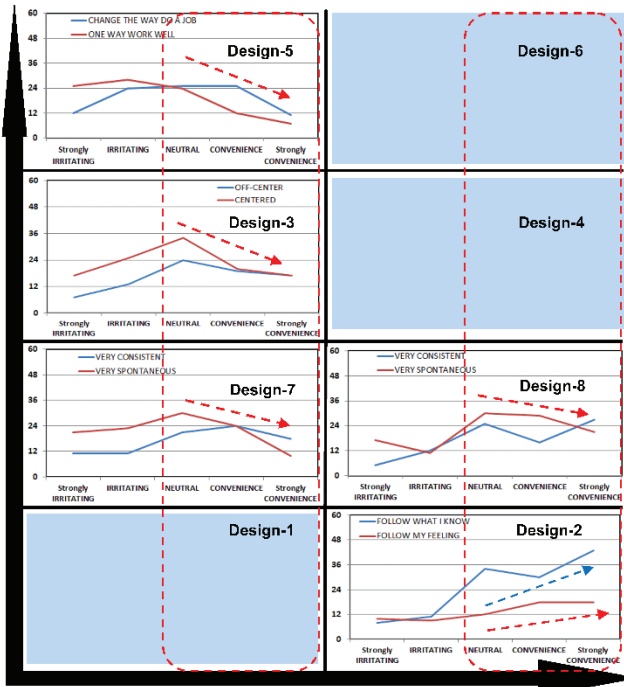 60
48
36
24
12
0
CHANGE THE WAY DO A JOB
ONE WAY WORK WELL
Design-5
Strongly IRRITATING
IRRITATING
NEUTRAL
CONVENIENCE
Strongly CONVENIENCE
Design-6
60
48
36
24
12
0
OFF-CENTER
CENTERED
Design-3
Strongly IRRITATING
IRRITATING
NEUTRAL
CONVENIENCE
Strongly CONVENIENCE
Design-4
60
48
36
24
12
0
VERY CONSISTENT
VERY SPONTANEOUS
Design-7
Strongly IRRITATING
IRRITATING
NEUTRAL
CONVENIENCE
Strongly CONVENIENCE
60
48
36
24
12
0
VERY CONSISTENT
VERY SPONTANEOUS
Design-8
Strongly IRRITATING
IRRITATING
NEUTRAL
CONVENIENCE
Strongly CONVENIENCE
Design-1
60
48
36
24
12
0
FOLLOW WHAT I KNOW
FOLLOW MY FEELING
Design-2
Strongly IRRITATING
IRRITATING
NEUTRAL
CONVENIENCE
Strongly CONVENIENCE